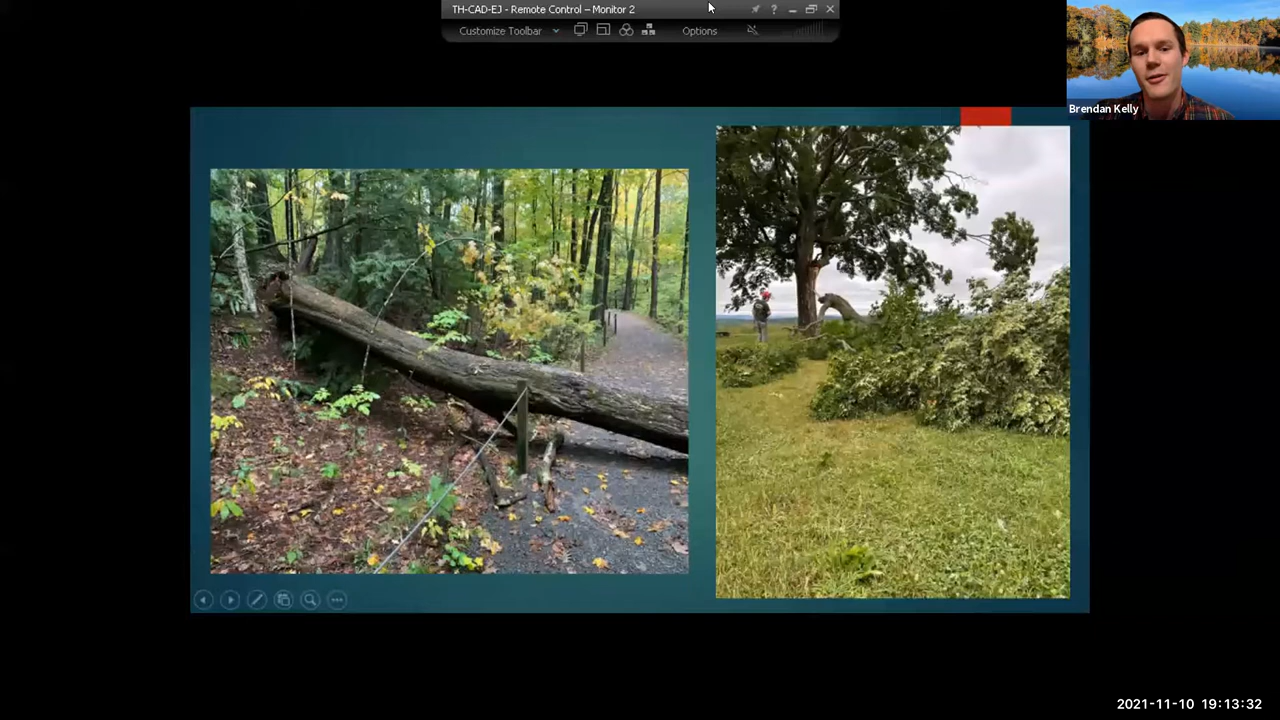 TH-CAD-EJ - Remote Control – Monitor 2
Customize Toolbar
Options
Brendan Kelly
2021-11-10 19:13:32